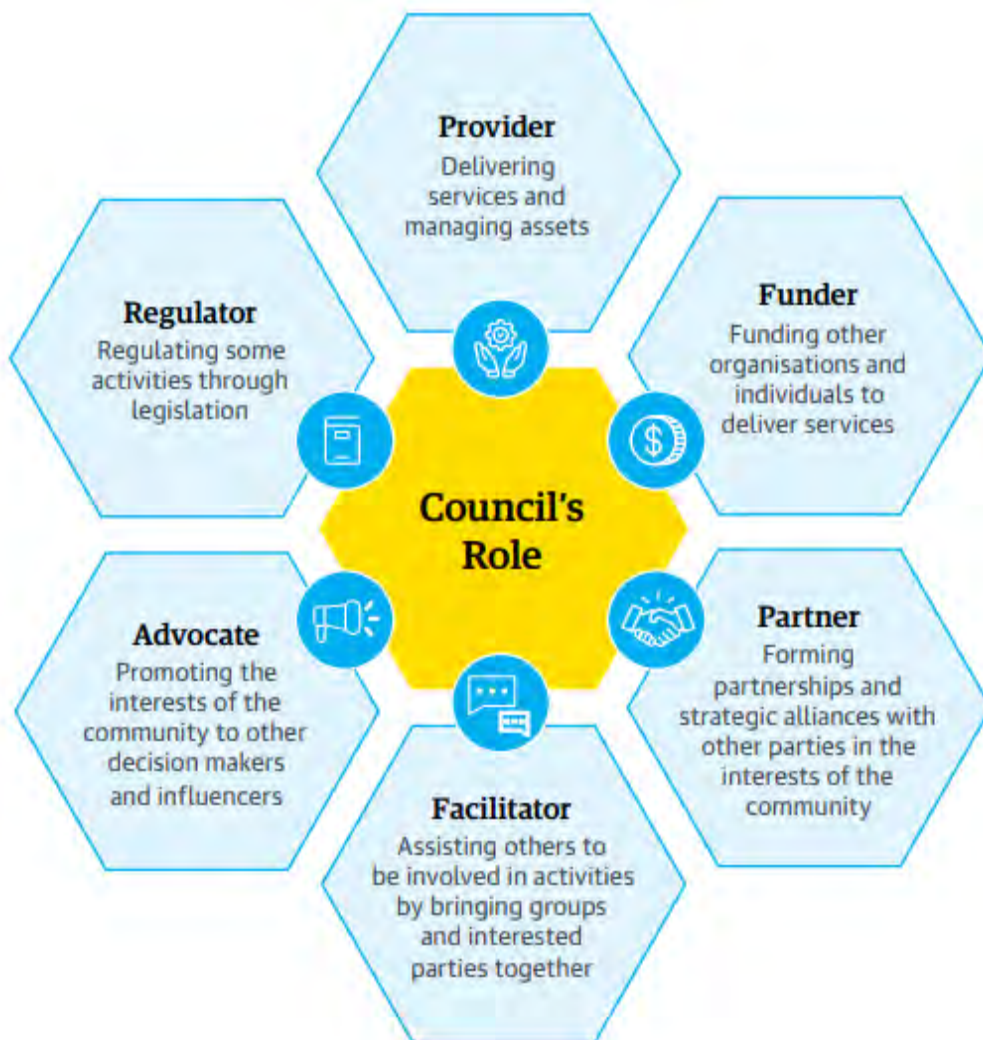 Provider
Delivering
services and
managing assets
Regulator
Regulating some
activities through
legislation
Funder
Funding other
organisations and
individuals to
deliver services
$
Council's
Role
Advocate
Promoting the
interests of the
community to other
decision makers
and influencers
Partner
Forming
partnerships and
strategic alliances with
other parties in the
interests of the
community
Facilitator
Assisting others to
be involved in activities
by bringing groups
and interested
parties together